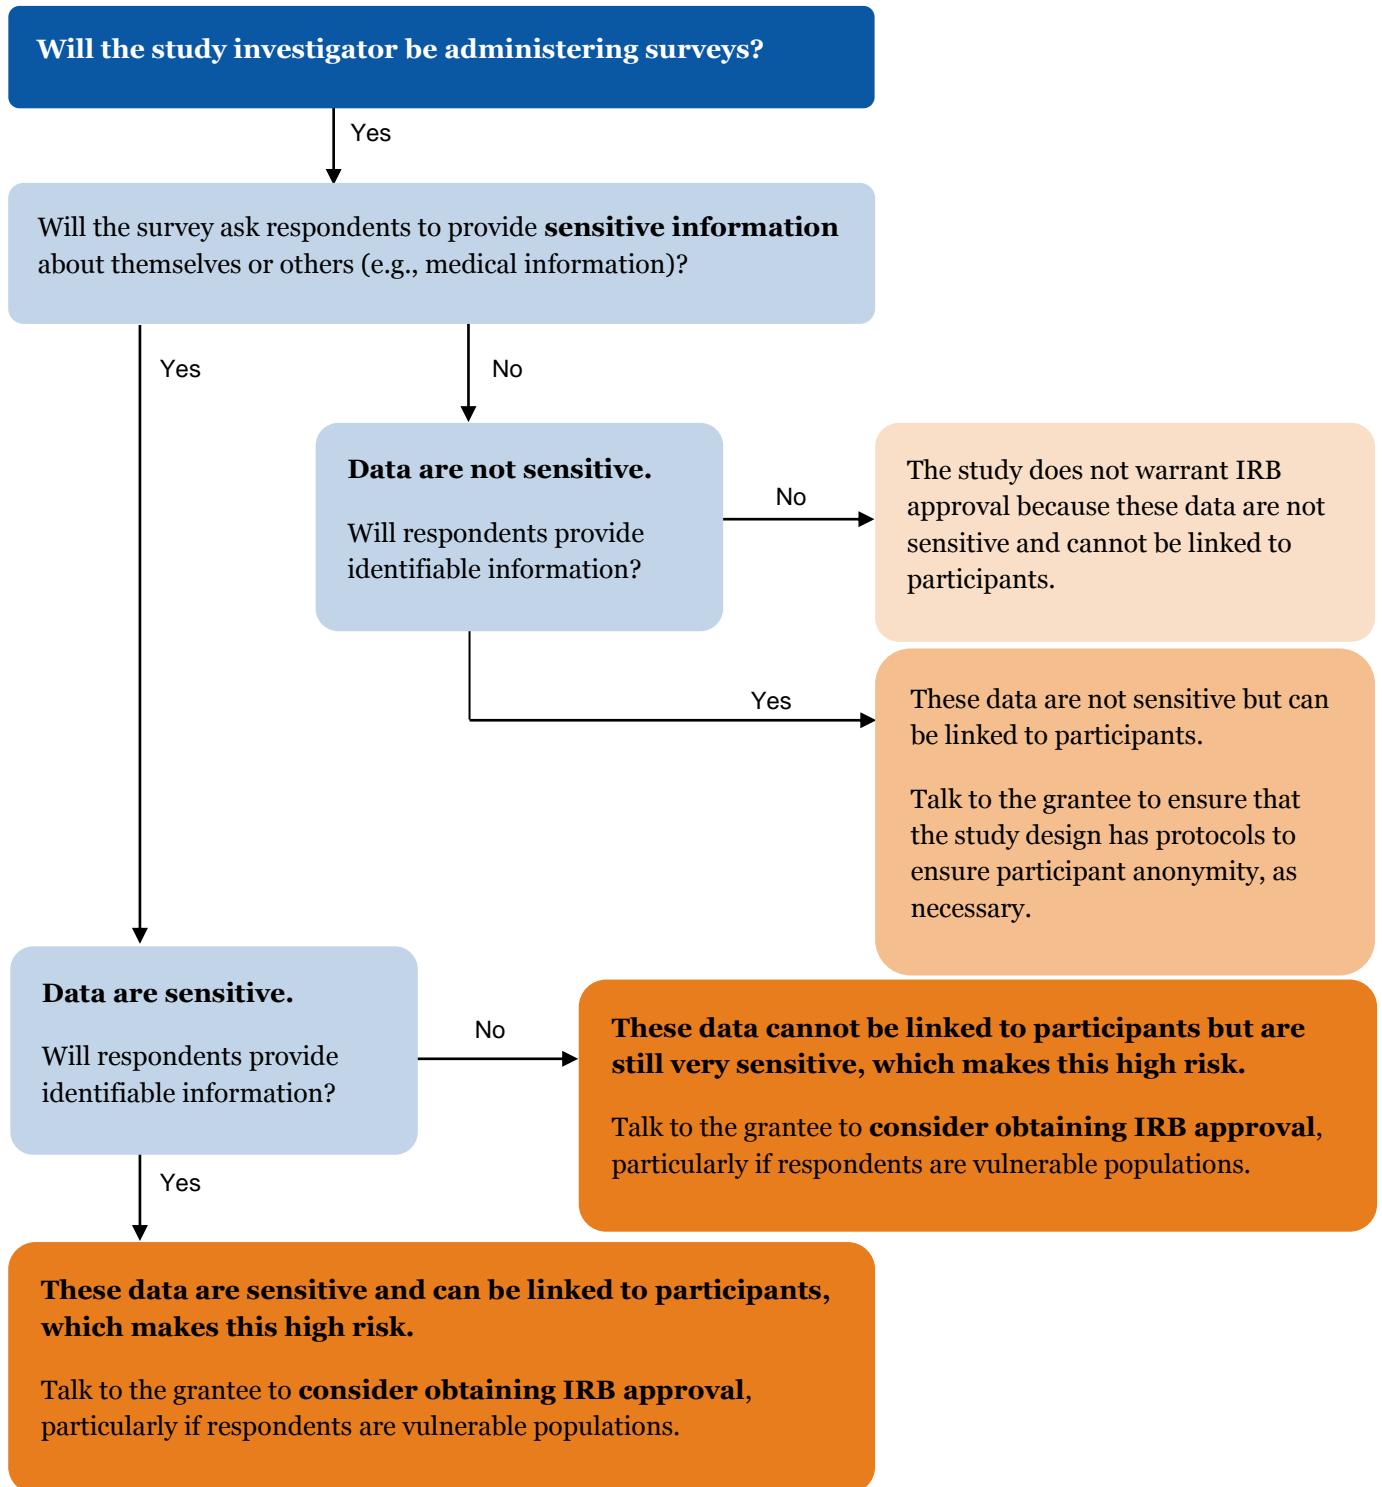 Will the study investigator be administering surveys?
Yes
Will the survey ask respondents to provide sensitive information
about themselves or others (e.g., medical information)?
Yes
No
Data are not sensitive.
Will respondents provide
identifiable information?
No
The study does not warrant IRB
approval because these data are not
sensitive and cannot be linked to
participants.
Yes
These data are not sensitive but can
be linked to participants.
Talk to the grantee to ensure that
the study design has protocols to
ensure participant anonymity, as
necessary.
Data are sensitive.
Will respondents provide
identifiable information?
No
These data cannot be linked to participants but are
still very sensitive, which makes this high risk.
Talk to the grantee to consider obtaining IRB approval,
particularly if respondents are vulnerable populations.
Yes
These data are sensitive and can be linked to participants,
which makes this high risk.
Talk to the grantee to consider obtaining IRB approval,
particularly if respondents are vulnerable populations.